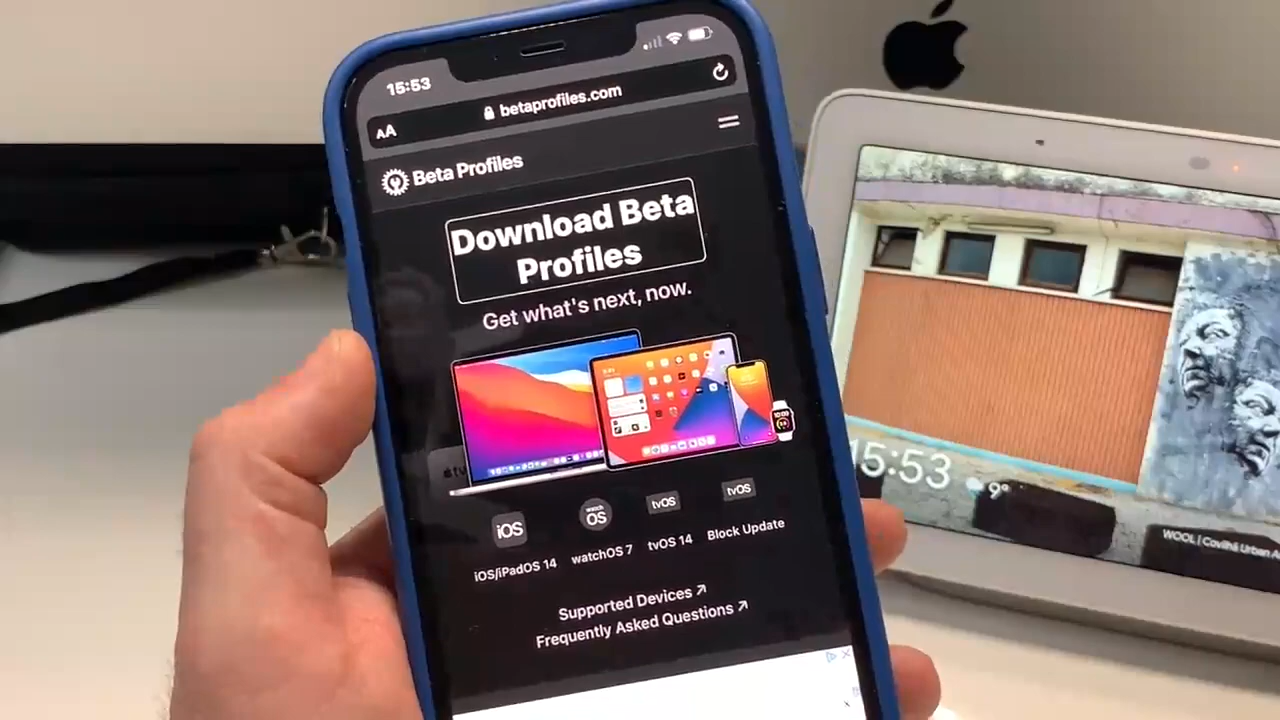 15:53
AA betaprofiles.com
Beta Profiles
Download Beta
Profiles
Get what's next, now.
iOS
watch
OS
tvOS
tvOS
iOS/iPadOS 14
watchOS 7
tvOS 14
Block Update
Supported Devices ↗
Frequently Asked Questions ↗
15:53
9°
WOOL | Covilhã Urban A